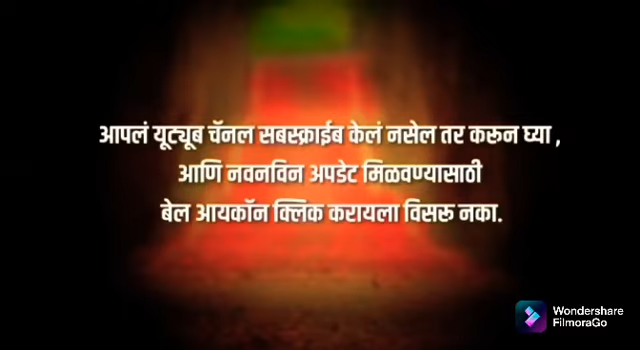 आपलं यूट्यूब चॅनल सबस्क्राईब केलं नसेल तर करून घ्या ,
आणि नवनविन अपडेट मिळवण्यासाठी
बेल आयकॉन क्लिक करायला विसरू नका.
Wondershare
FilmoraGo